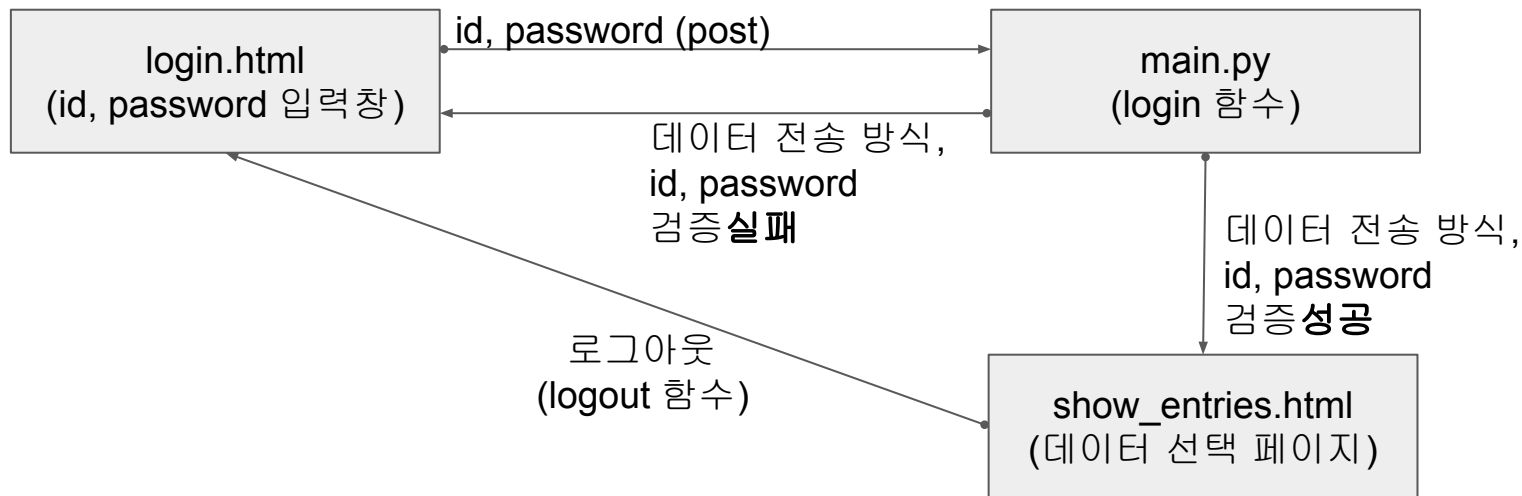 login.html
(id, password 입력창)
id, password (post)
main.py
(login 함수)
데이터 전송 방식,
id, password
검증실패
데이터 전송 방식,
id, password
검증성공
로그아웃
(logout 함수)
show_entries.html
(데이터 선택 페이지)